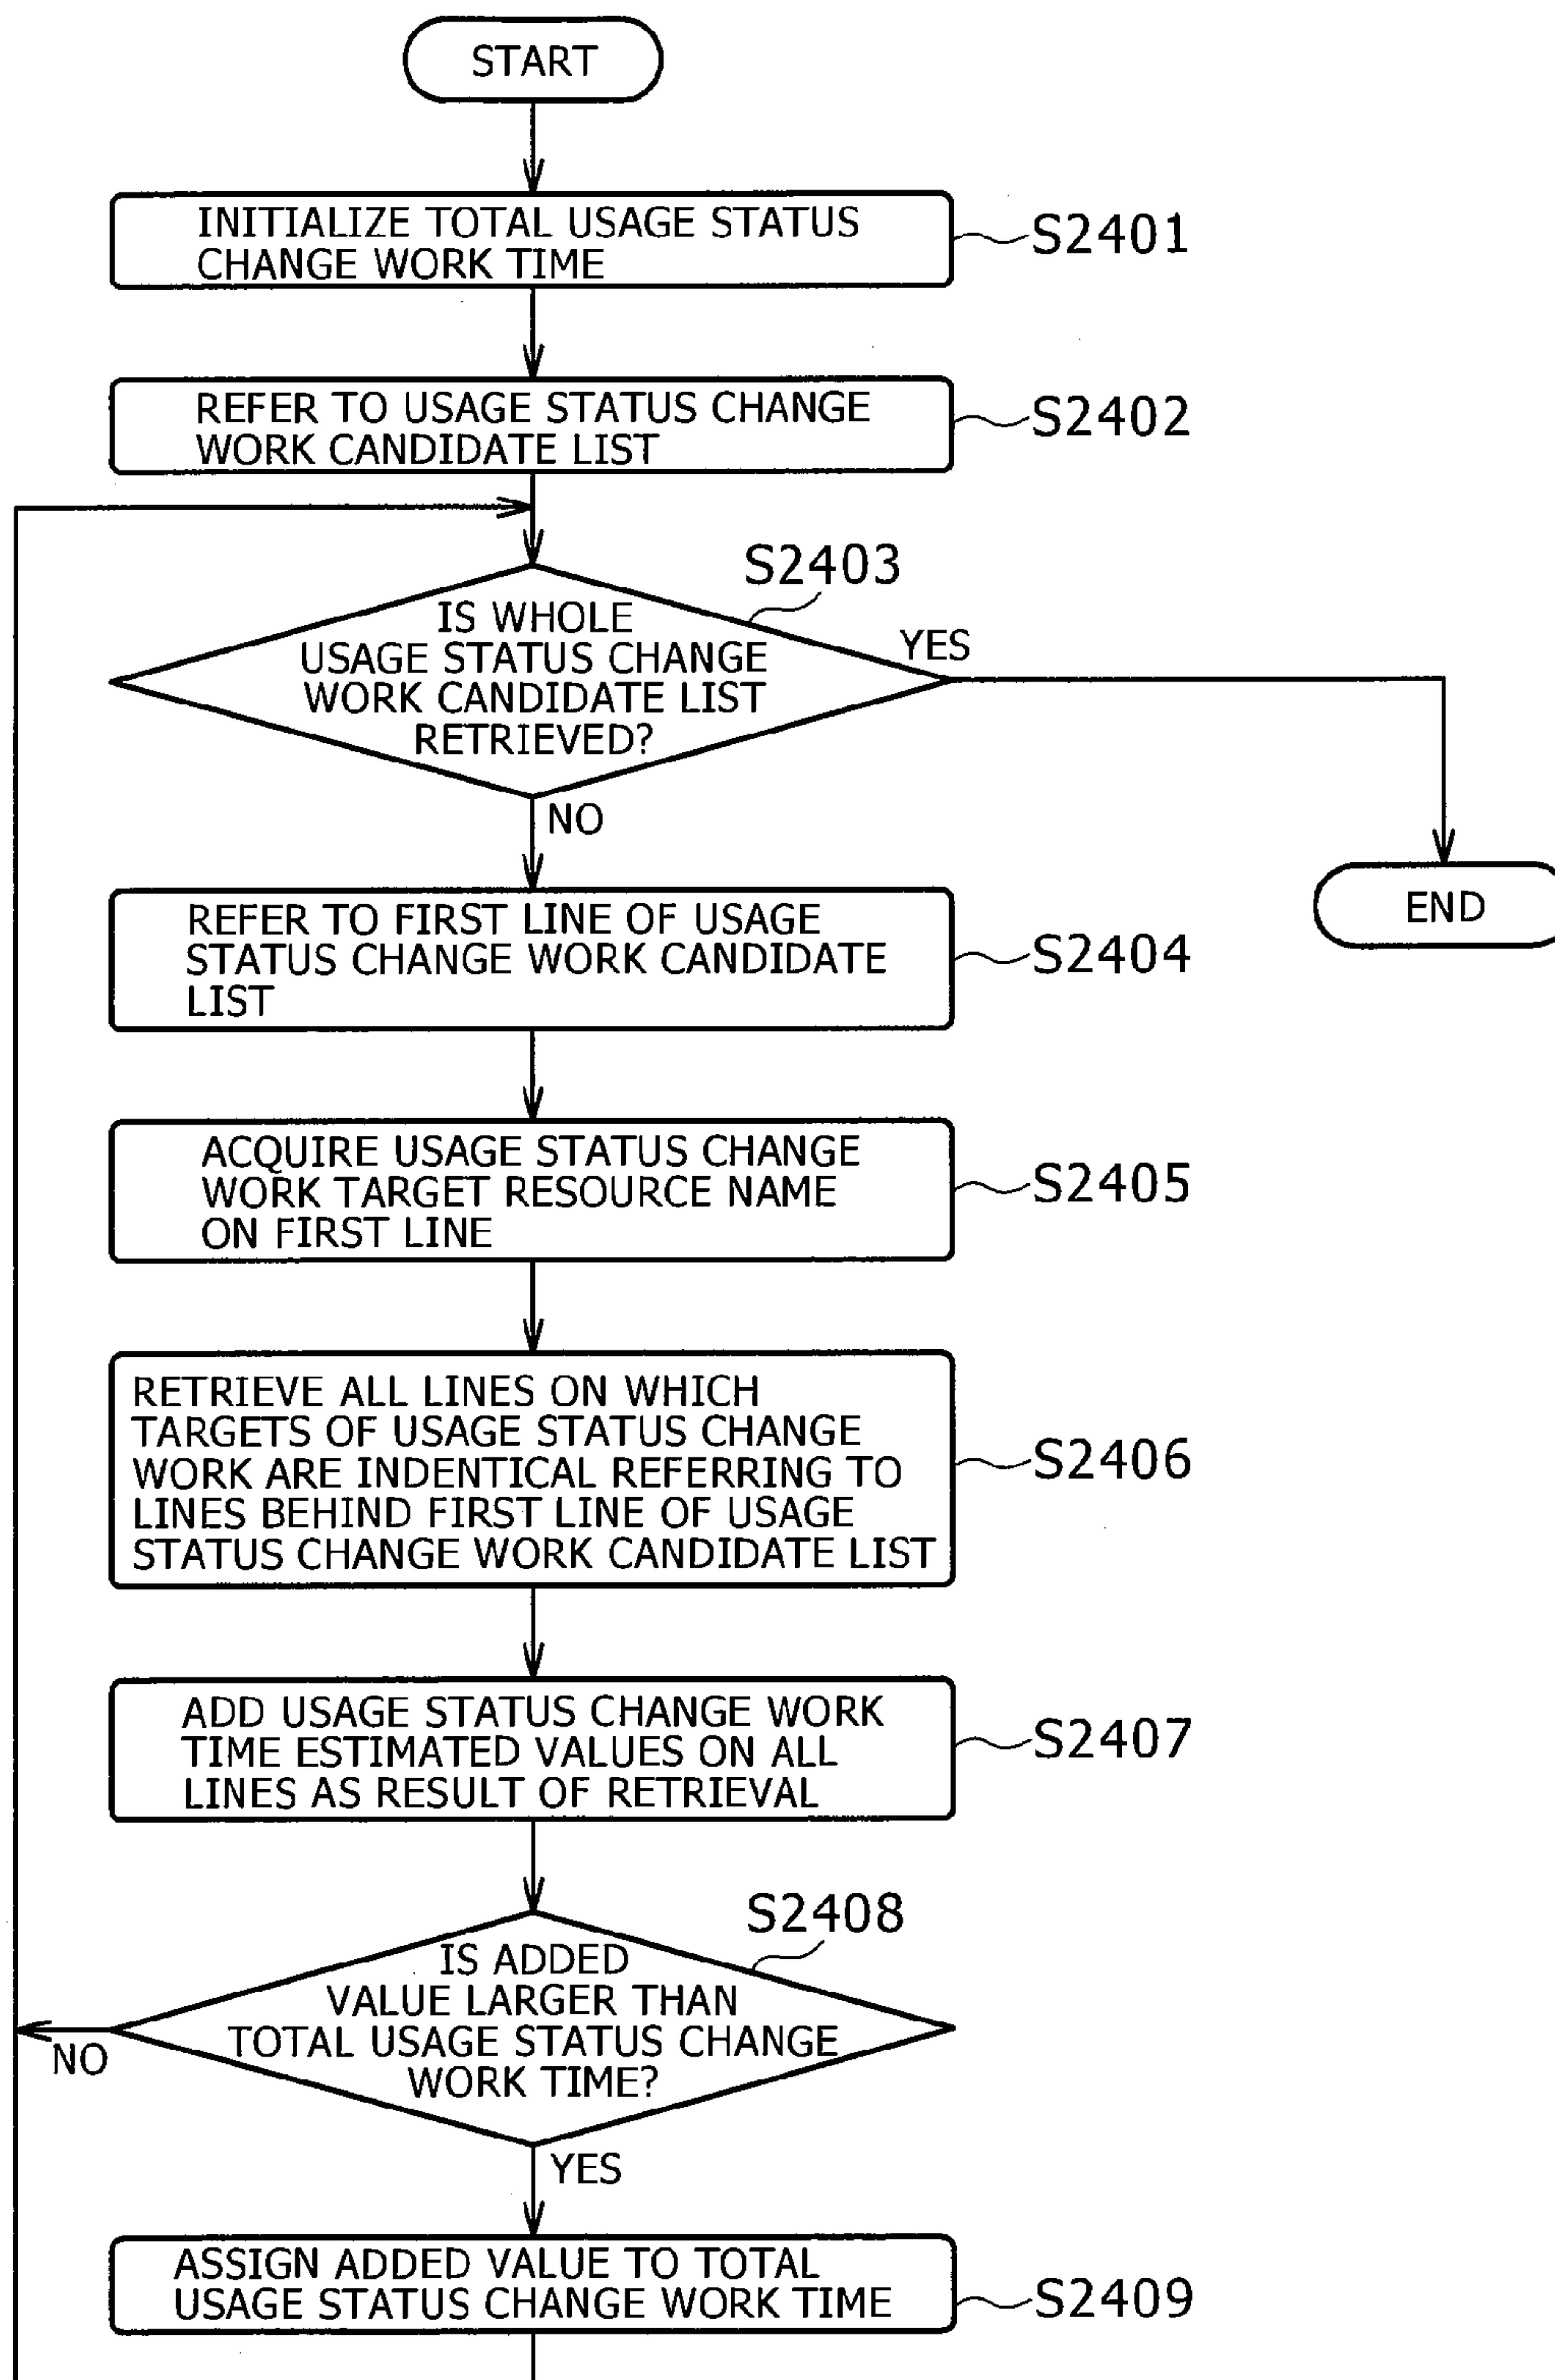 START
INITIALIZE TOTAL USAGE STATUS
CHANGE WORK TIME
S2401
REFER TO USAGE STATUS CHANGE
WORK CANDIDATE LIST
S2402
S2403
IS WHOLE
USAGE STATUS CHANGE
WORK CANDIDATE LIST
RETRIEVED?
YES
NO
END
REFER TO FIRST LINE OF USAGE
STATUS CHANGE WORK CANDIDATE
LIST
S2404
ACQUIRE USAGE STATUS CHANGE
WORK TARGET RESOURCE NAME
ON FIRST LINE
S2405
RETRIEVE ALL LINES ON WHICH
TARGETS OF USAGE STATUS CHANGE
WORK ARE INDENTICAL REFERRING TO
LINES BEHIND FIRST LINE OF USAGE
STATUS CHANGE WORK CANDIDATE LIST
S2406
ADD USAGE STATUS CHANGE WORK
TIME ESTIMATED VALUES ON ALL
LINES AS RESULT OF RETRIEVAL
S2407
S2408
IS ADDED
VALUE LARGER THAN
TOTAL USAGE STATUS CHANGE
WORK TIME?
NO
YES
ASSIGN ADDED VALUE TO TOTAL
USAGE STATUS CHANGE WORK TIME
S2409